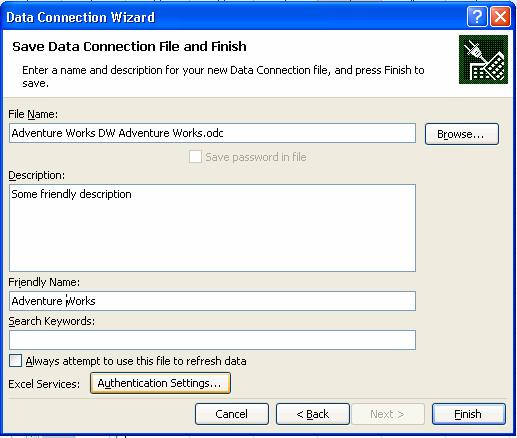 Data Connection Wizard
Save Data Connection File and Finish
Enter a name and description for your new Data Connection file, and press Finish to
save.
File Name:
Adventure Works DW Adventure Works.odc
Browse...
Save password in file
Description:
Some friendly description
Friendly Name:
Adventure Works
Search Keywords:
Always attempt to use this file to refresh data
Excel Services: Authentication Settings...
Cancel < Back Next > Finish